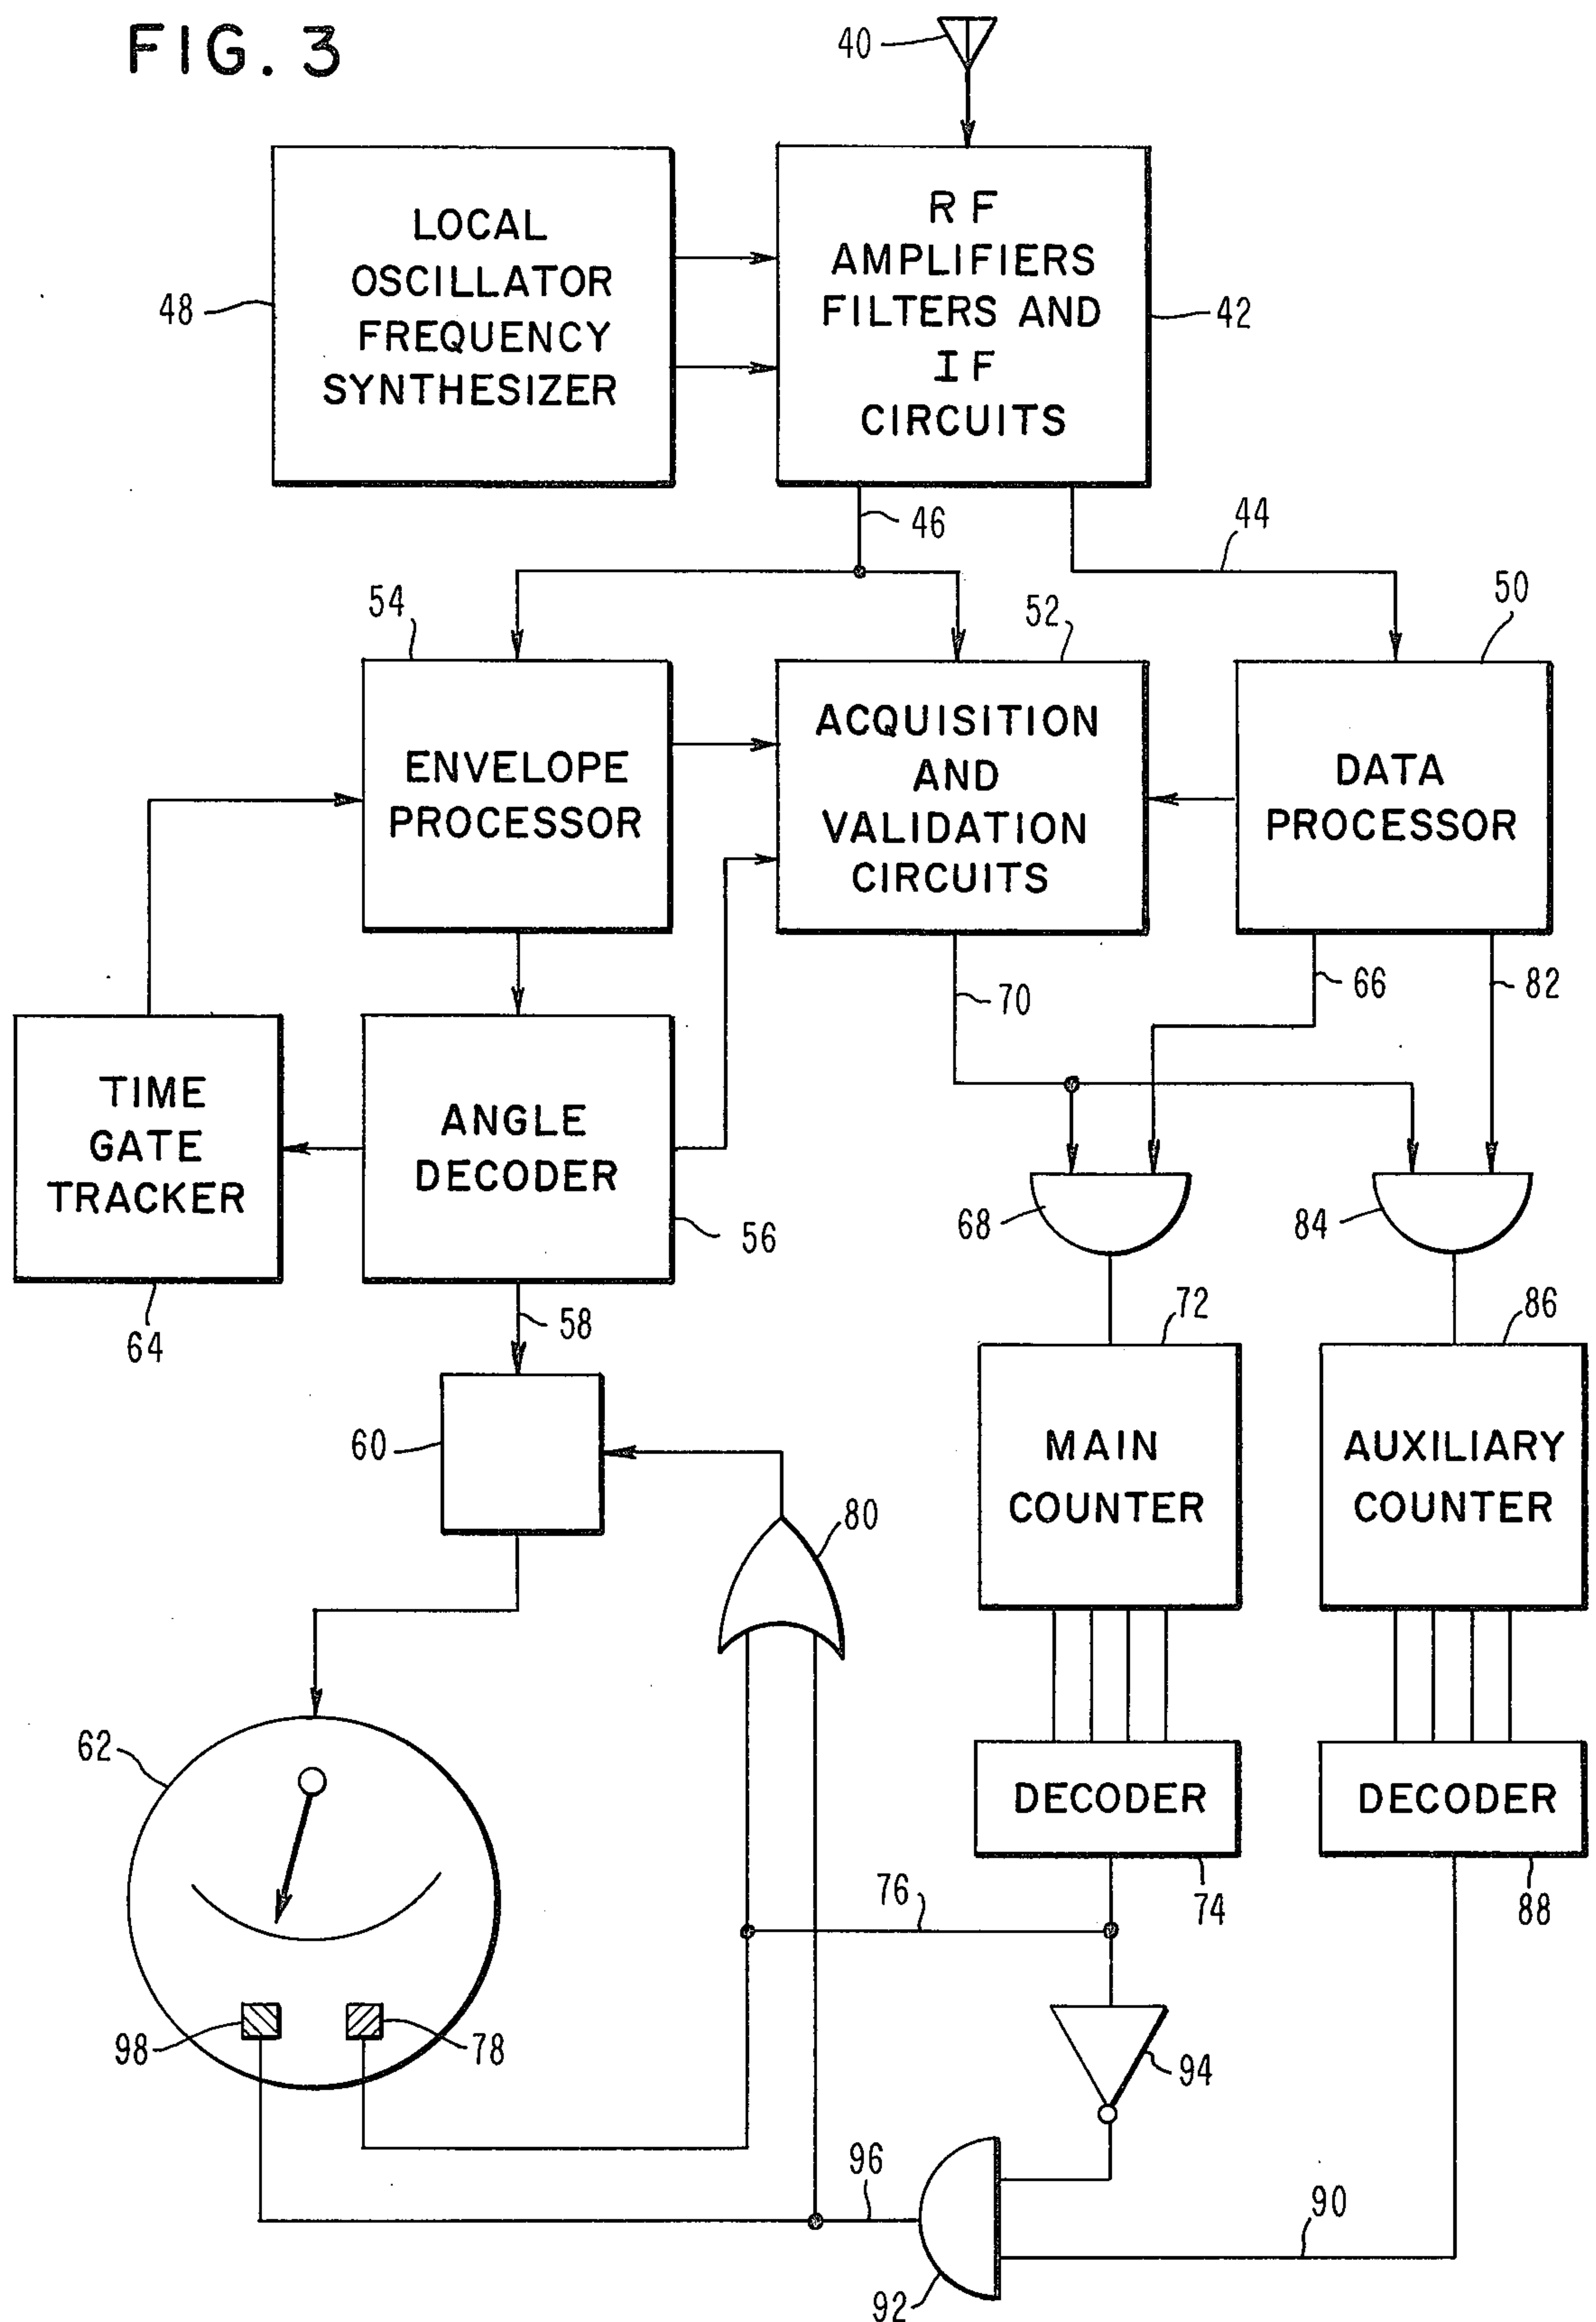 FIG. 3
40
LOCAL
OSCILLATOR
FREQUENCY
SYNTHESIZER
48
RF
AMPLIFIERS
FILTERS AND
IF
CIRCUITS
42
46
44
54
52
50
ENVELOPE
PROCESSOR
ACQUISITION
AND
VALIDATION
CIRCUITS
DATA
PROCESSOR
70
66
82
TIME
GATE
TRACKER
64
ANGLE
DECODER
56
68
84
58
72
86
60
MAIN
COUNTER
AUXILIARY
COUNTER
80
62
DECODER
DECODER
76
74
88
98
78
94
96
90
92